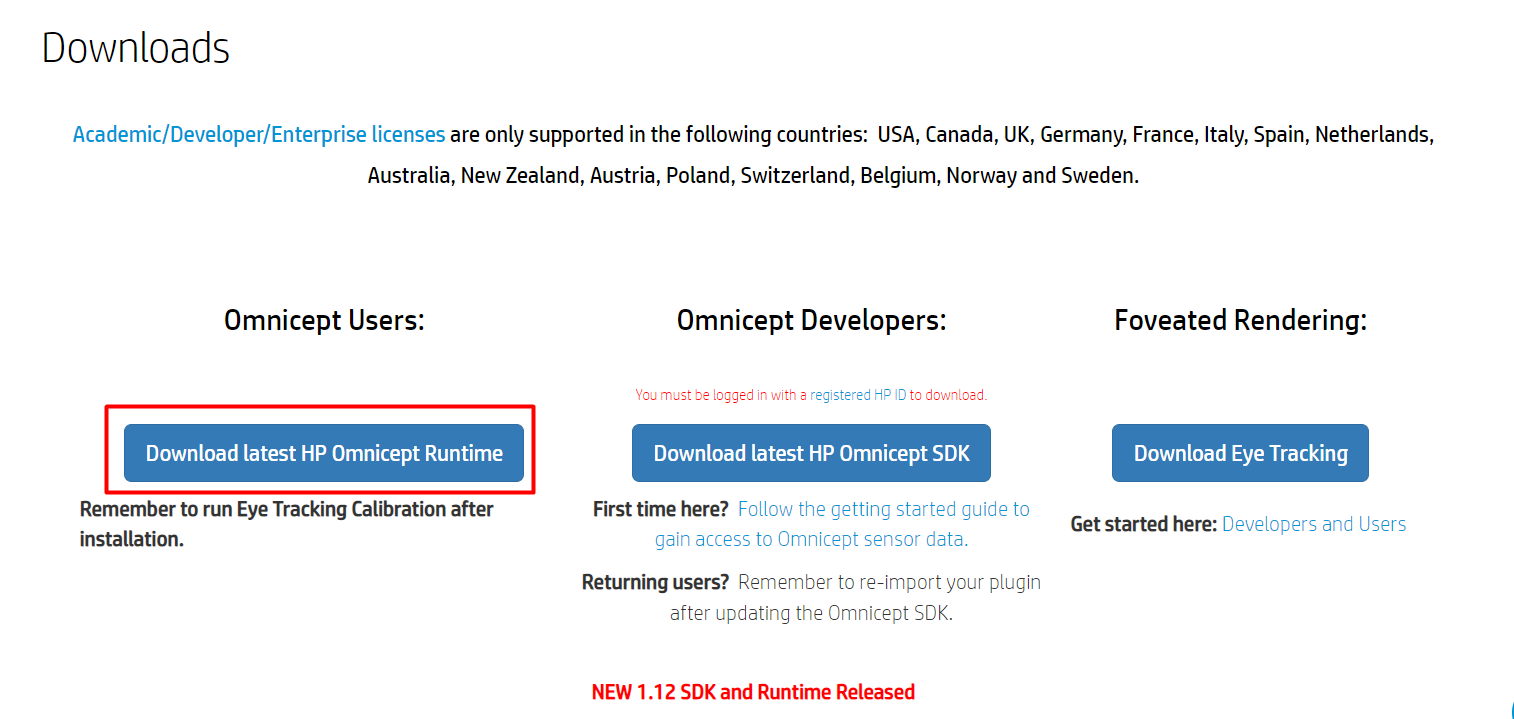 Downloads
Academic/Developer/Enterprise licenses are only supported in the following countries:  USA, Canada, UK, Germany, France, Italy, Spain, Netherlands,
Australia, New Zealand, Austria, Poland, Switzerland, Belgium, Norway and Sweden.
Omnicept Users:
Download latest HP Omnicept Runtime
Remember to run Eye Tracking Calibration after
installation.
Omnicept Developers:
You must be logged in with a registered HP ID to download.
Download latest HP Omnicept SDK
First time here?  Follow the getting started guide to
gain access to Omnicept sensor data.
Returning users?  Remember to re-import your plugin
after updating the Omnicept SDK.
Foveated Rendering:
Download Eye Tracking
Get started here: Developers and Users
NEW 1.12 SDK and Runtime Released